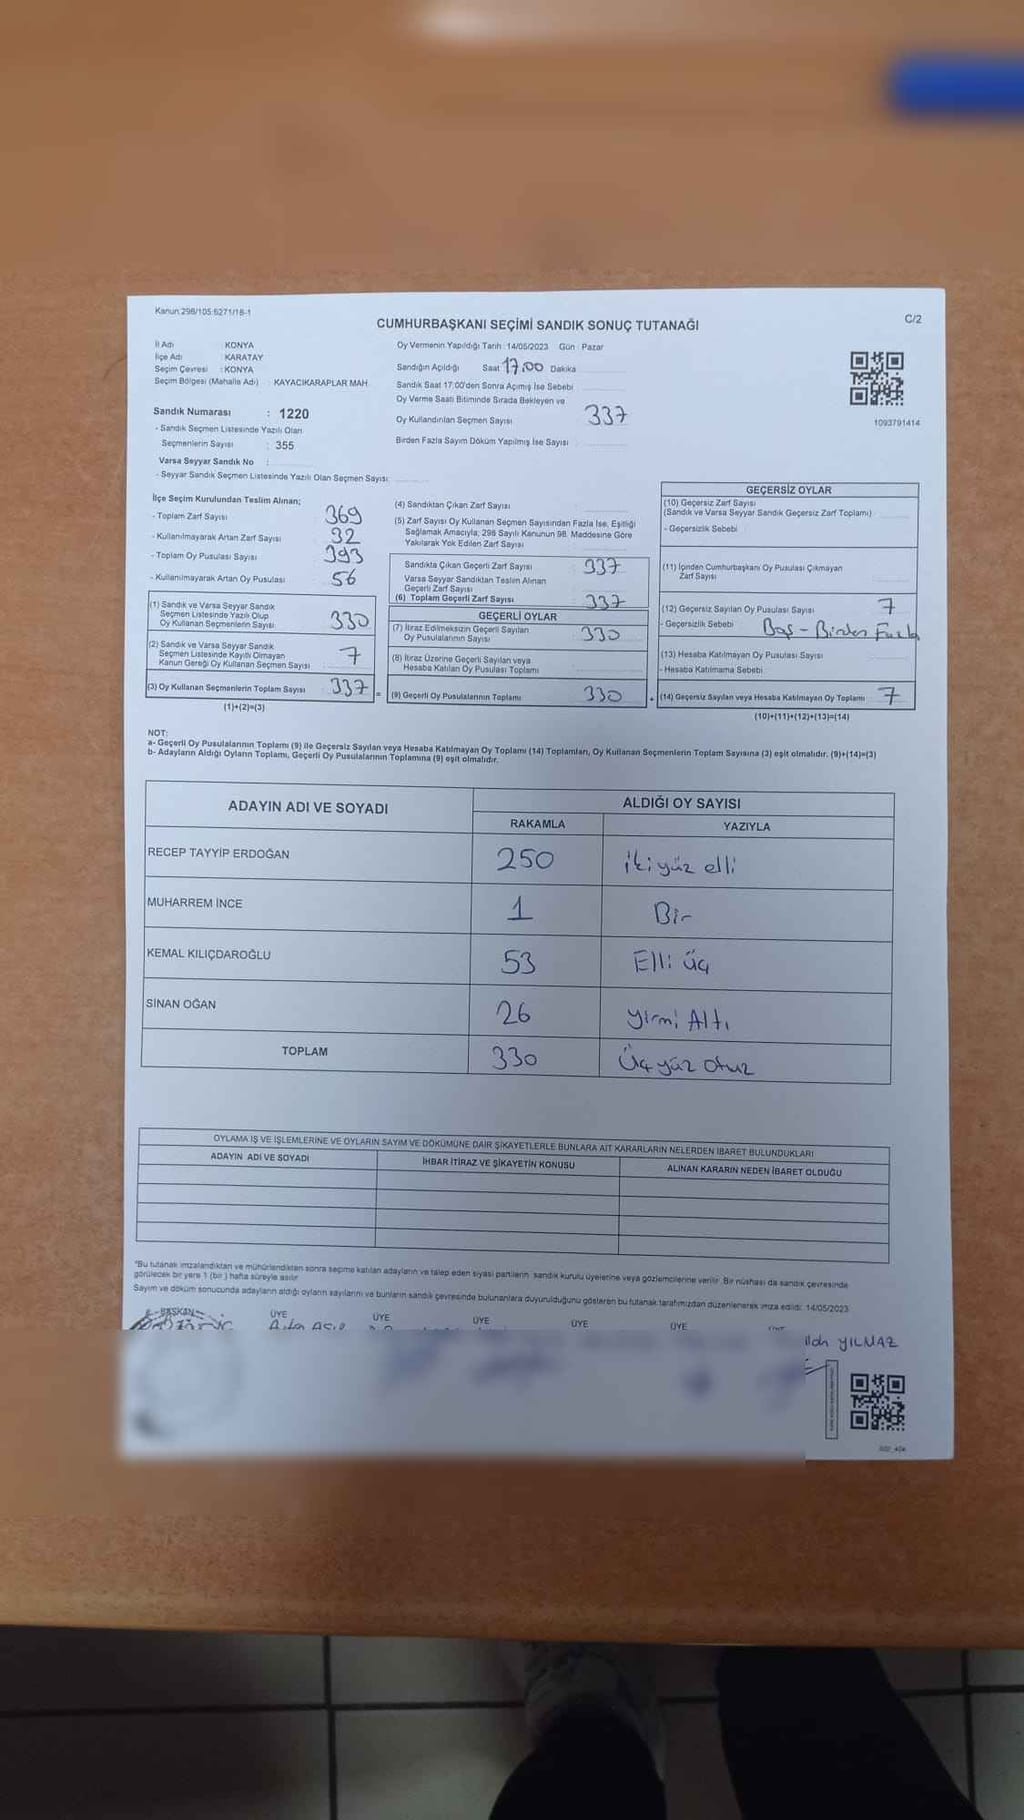 Kanun 298/105 6271/18-1
C/2
CUMHURBAŞKANI SEÇİMİ SANDIK SONUÇ TUTANAĞI
İl Adı KONYA
İlçe Adı KARATAY
Seçim Çevresi : KONYA
Seçim Bölgesi (Mahalle Adı) : KAYACIKARAPLAR MAH.
Sandık Numarası : 1220
- Sandık Seçmen Listesinde Yazılı Olan
Seçmenlerin Sayısı : 355
Varsa Seyyar Sandık No :
- Seyyar Sandık Seçmen Listesinde Yazılı Olan Seçmen Sayısı:
Oy Vermenin Yapıldığı Tarih : 14/05/2023 Gün : Pazar
Sandığın Açıldığı Saat 17:00 Dakika
Sandık Saat 17:00'den Sonra Açımış İse Sebebi
Oy Verme Saati Bitiminde Sırada Bekleyen ve
Oy Kullandırılan Seçmen Sayısı 337
Birden Fazla Sayım Döküm Yapılmış İse Sayısı
1093791414
İlçe Seçim Kurulundan Teslim Alınan;
- Toplam Zarf Sayısı 369
- Kullanılmayarak Artan Zarf Sayısı 32
- Toplam Oy Pusulası Sayısı 393
- Kullanılmayarak Artan Oy Pusulası 56
(1) Sandık ve Varsa Seyyar Sandık
Seçmen Listesinde Yazılı Olup
Oy Kullanan Seçmenlerin Sayısı 330
(2) Sandık ve Varsa Seyyar Sandık
Seçmen Listesinde Kayıtlı Olmayan
Kanun Gereği Oy Kullanan Seçmen Sayısı 7
(3) Oy Kullanan Seçmenlerin Toplam Sayısı 337 =
(1)+(2)=(3)
(4) Sandıktan Çıkan Zarf Sayısı
(5) Zarf Sayısı Oy Kullanan Seçmen Sayısından Fazla İse, Eşitliği
Sağlamak Amacıyla, 298 Sayılı Kanunun 98. Maddesine Göre
Yakılarak Yok Edilen Zarf Sayısı
Sandıkta Çıkan Geçerli Zarf Sayısı 337
Varsa Seyyar Sandıktan Teslim Alınan
Geçerli Zarf Sayısı
(6) Toplam Geçerli Zarf Sayısı 337
GEÇERLİ OYLAR
(7) İtiraz Edilmeksizin Geçerli Sayılan
Oy Pusulalarının Sayısı 330
(8) İtiraz Üzerine Geçerli Sayılan veya
Hesaba Katılan Oy Pusulası Toplamı
(9) Geçerli Oy Pusulalarının Toplamı 330
GEÇERSİZ OYLAR
(10) Geçersiz Zarf Sayısı
(Sandık ve Varsa Seyyar Sandık Geçersiz Zarf Toplamı)
- Geçersizlik Sebebi
(11) İçinden Cumhurbaşkanı Oy Pusulası Çıkmayan
Zarf Sayısı
(12) Geçersiz Sayılan Oy Pusulası Sayısı 7
- Geçersizlik Sebebi Boş - Birden Fazla
(13) Hesaba Katılmayan Oy Pusulası Sayısı
- Hesaba Katılmama Sebebi
(14) Geçersiz Sayılan veya Hesaba Katılmayan Oy Toplamı 7
(10)+(11)+(12)+(13)=(14)
NOT:
a- Geçerli Oy Pusulalarının Toplamı (9) ile Geçersiz Sayılan veya Hesaba Katılmayan Oy Toplamı (14) Toplamları, Oy Kullanan Seçmenlerin Toplam Sayısına (3) eşit olmalıdır. (9)+(14)=(3)
b- Adayların Aldığı Oyların Toplamı, Geçerli Oy Pusulalarının Toplamına (9) eşit olmalıdır.
ADAYIN ADI VE SOYADI ALDIĞI OY SAYISI
RAKAMLA YAZIYLA
RECEP TAYYİP ERDOĞAN 250 İkiyüz elli
MUHARREM İNCE 1 Bir
KEMAL KILIÇDAROĞLU 53 Elli üç
SİNAN OĞAN 26 Yirmi Altı
TOPLAM 330 Üçyüz otuz
OYLAMA İŞ VE İŞLEMLERİNE VE OYLARIN SAYIM VE DÖKÜMÜNE DAİR ŞİKAYETLERLE BUNLARA AİT KARARLARIN NELERDEN İBARET BULUNDUKLARI
ADAYIN ADI VE SOYADI İHBAR İTİRAZ VE ŞİKAYETİN KONUSU ALINAN KARARIN NEDEN İBARET OLDUĞU
*Bu tutanak imzalandıktan ve mühürlendikten sonra seçime katılan adayların ve talep eden siyasi partilerin sandık kurulu üyelerine veya gözlemcilerine verilir. Bir nüshası da sandık çevresinde
görülecek bir yere 1 (bir) hafta süreyle asılır
Sayım ve döküm sonucunda adayların aldığı oyların sayılarını ve bunların sandık çevresinde bulunanlara duyurulduğunu gösteren bu tutanak tarafımızdan düzenlenerek imza edildi. 14/05/2023
BAŞKAN ÜYE ÜYE ÜYE ÜYE ÜYE
YILMAZ